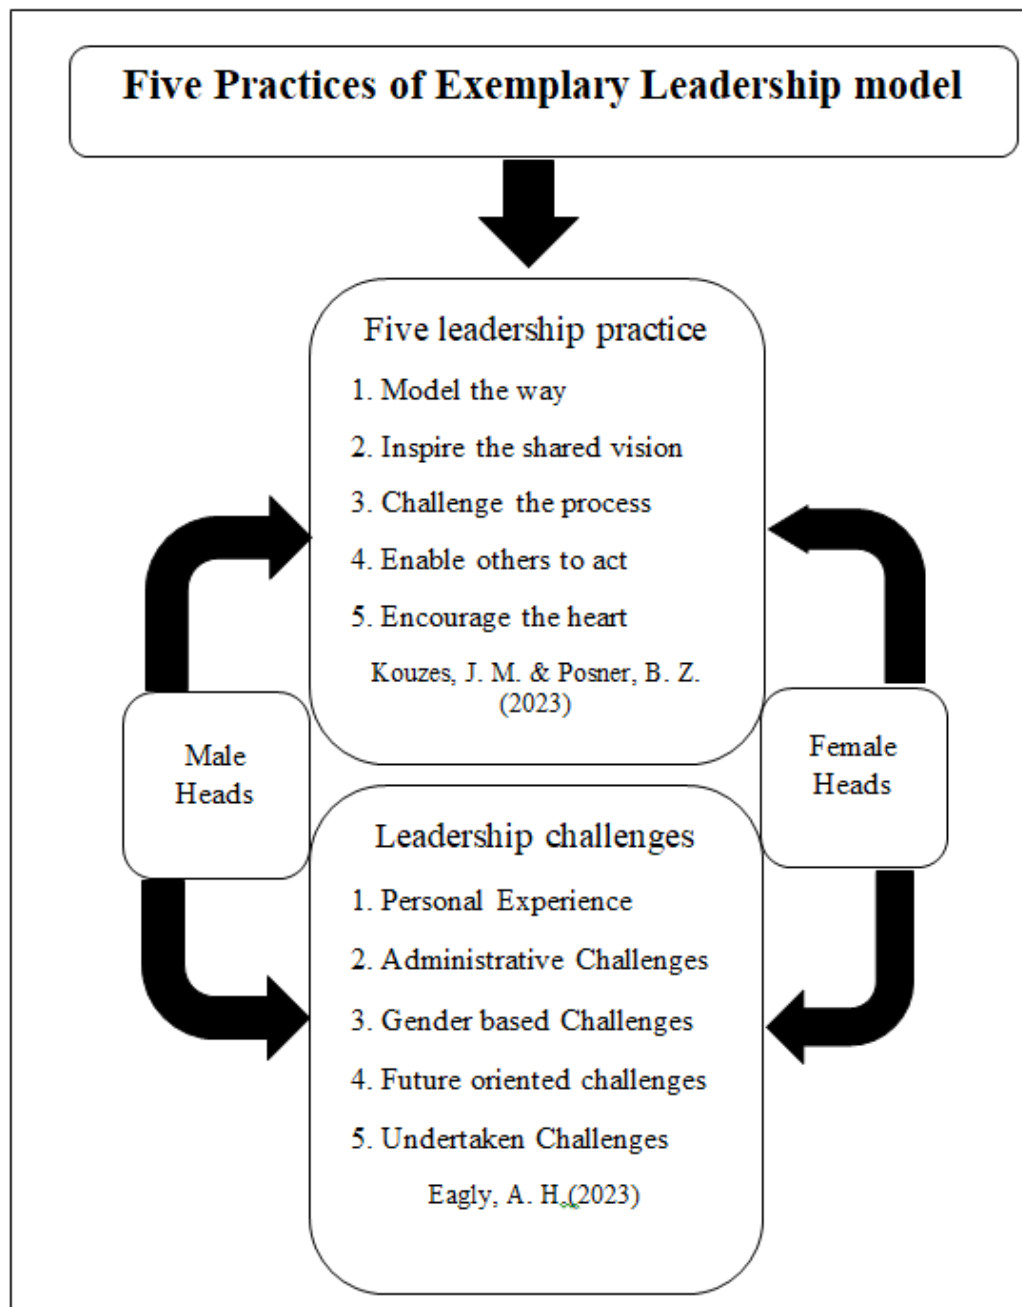 Five Practices of Exemplary Leadership model
Five leadership practice
1. Model the way
2. Inspire the shared vision
3. Challenge the process
4. Enable others to act
5. Encourage the heart
Kouzes, J. M. & Posner, B. Z.
(2023)
Male
Heads
Female
Heads
Leadership challenges
1. Personal Experience
2. Administrative Challenges
3. Gender based Challenges
4. Future oriented challenges
5. Undertaken Challenges
Eagly, A. H.(2023)